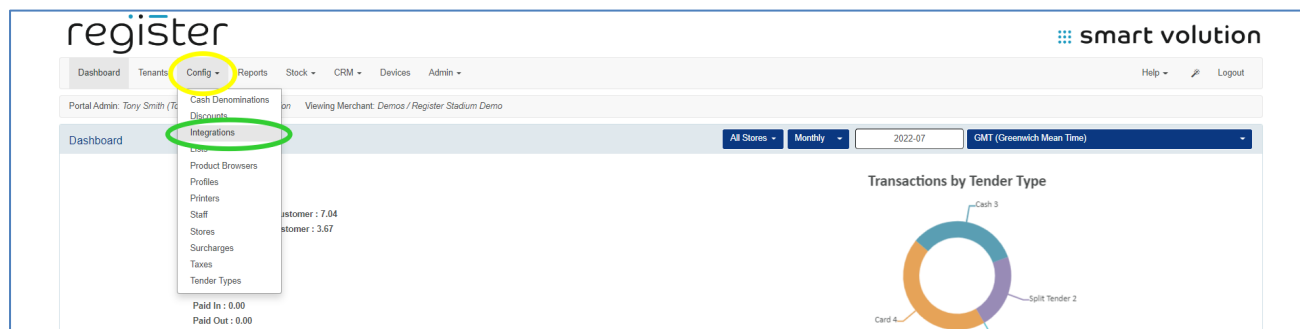 register
smart volution
Dashboard Tenants Config Reports Stock CRM Devices Admin Help Logout
Portal Admin: Tony Smith on Viewing Merchant: Demos / Register Stadium Demo
Cash Denominations
Discounts
Integrations
Lists
Product Browsers
Profiles
Printers
Staff
Stores
Surcharges
Taxes
Tender Types
Dashboard
All Stores Monthly 2022-07 GMT (Greenwich Mean Time)
ustomer : 7.04
stomer : 3.67
Paid In : 0.00
Paid Out : 0.00
Transactions by Tender Type
Cash 3
Split Tender 2
Card 4